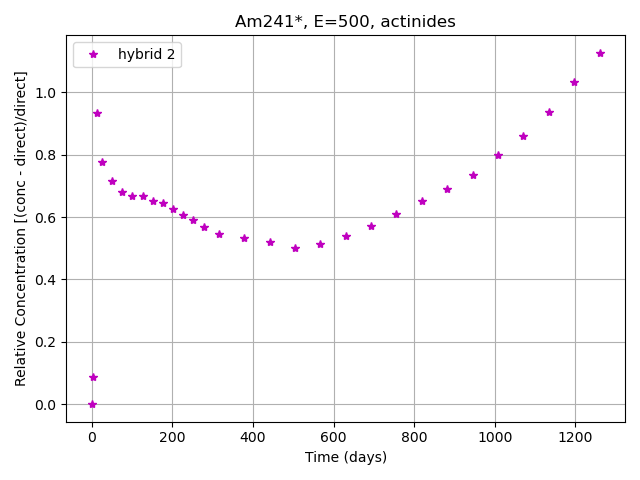 Am241*, E=500, actinides
hybrid 2
Relative Concentration [(conc - direct)/direct]
1.0
0.8
0.6
0.4
0.2
0.0
0 200 400 600 800 1000 1200
Time (days)